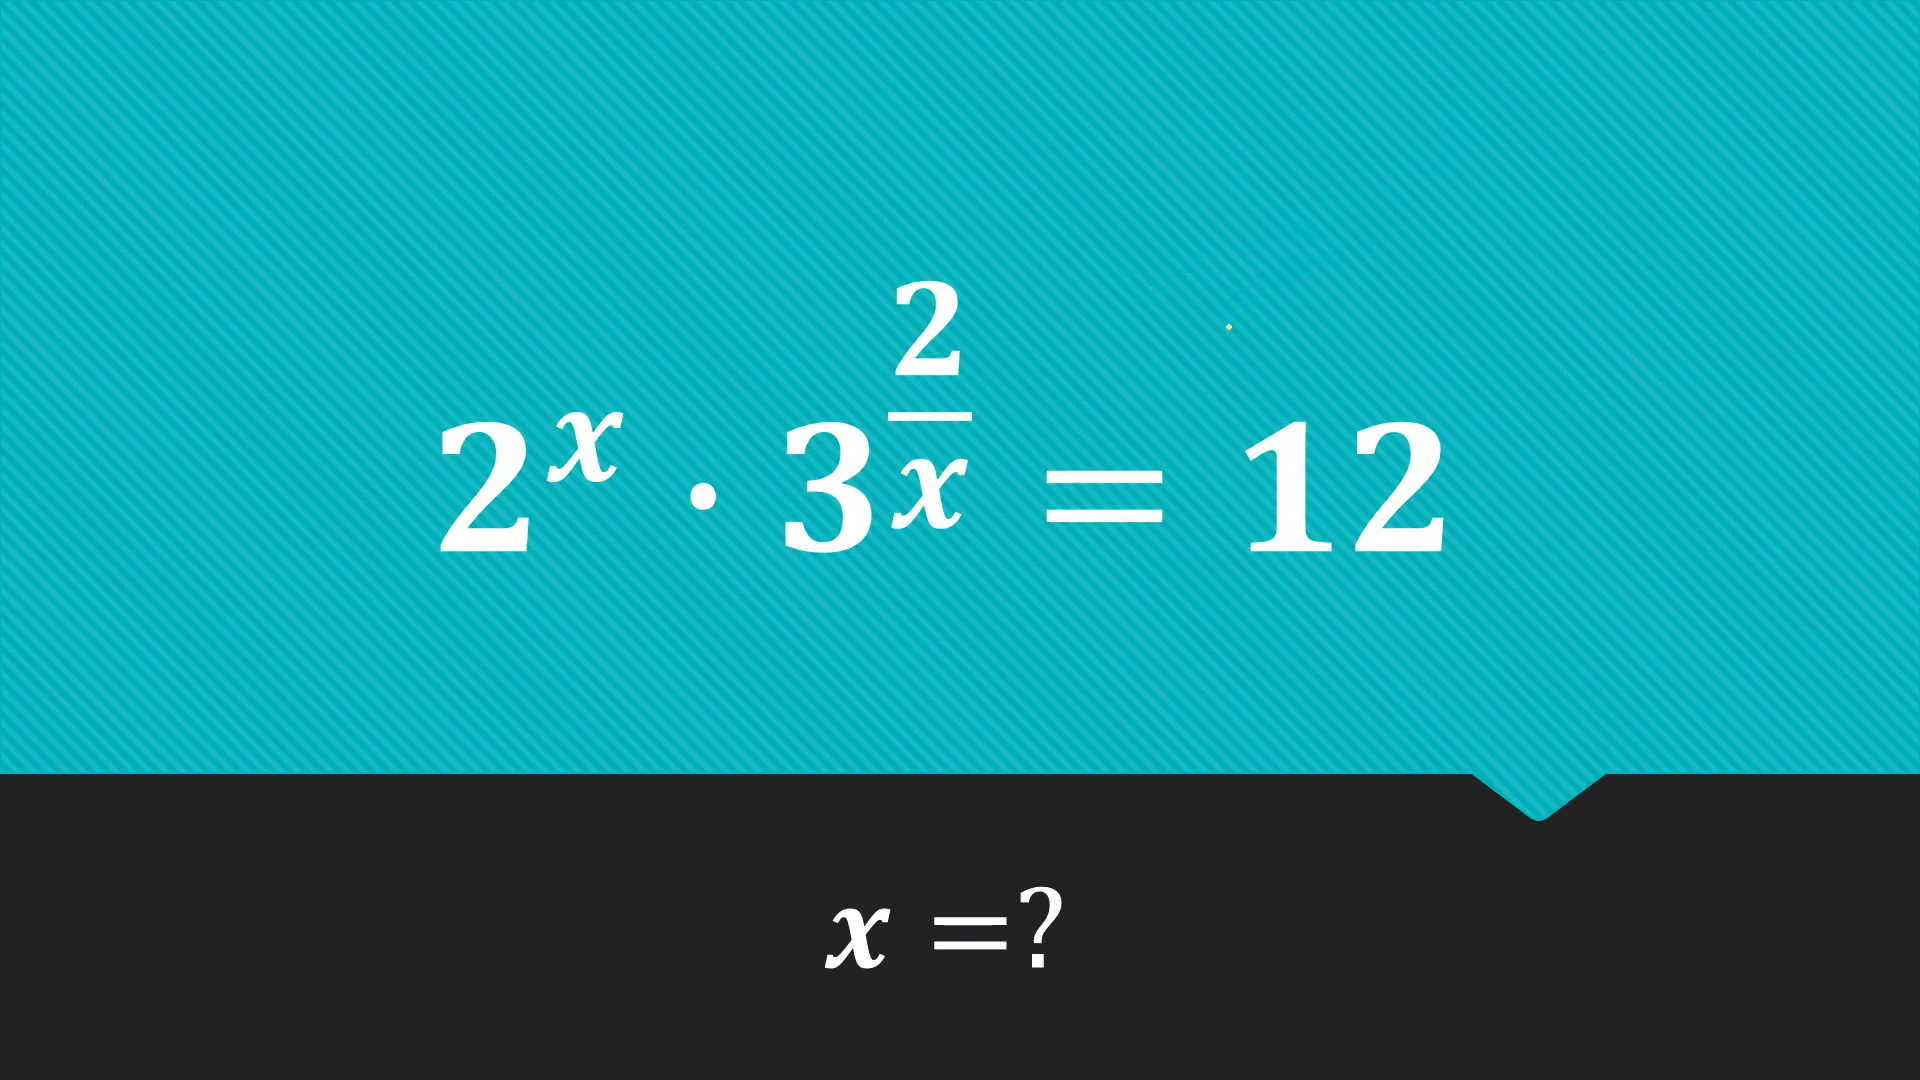 2^x · 3^(2/x) = 12
x =?